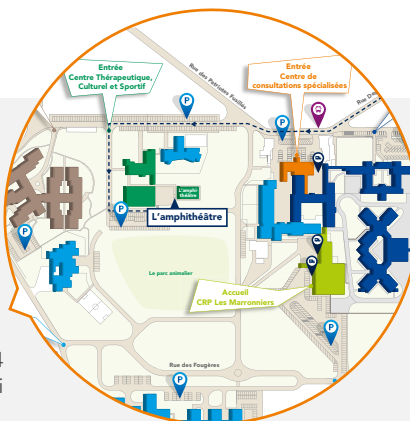 Entrée
Centre Thérapeutique,
Culturel et Sportif
Rue des Patriotes Fusillés
Entrée
Centre de
consultations spécialisées
P
P
P
L'amphi-
théâtre
L'amphithéâtre
P
P
Le parc animalier
Accueil
CRP Les Marronniers
P
4
i
Rue des Fougères
P